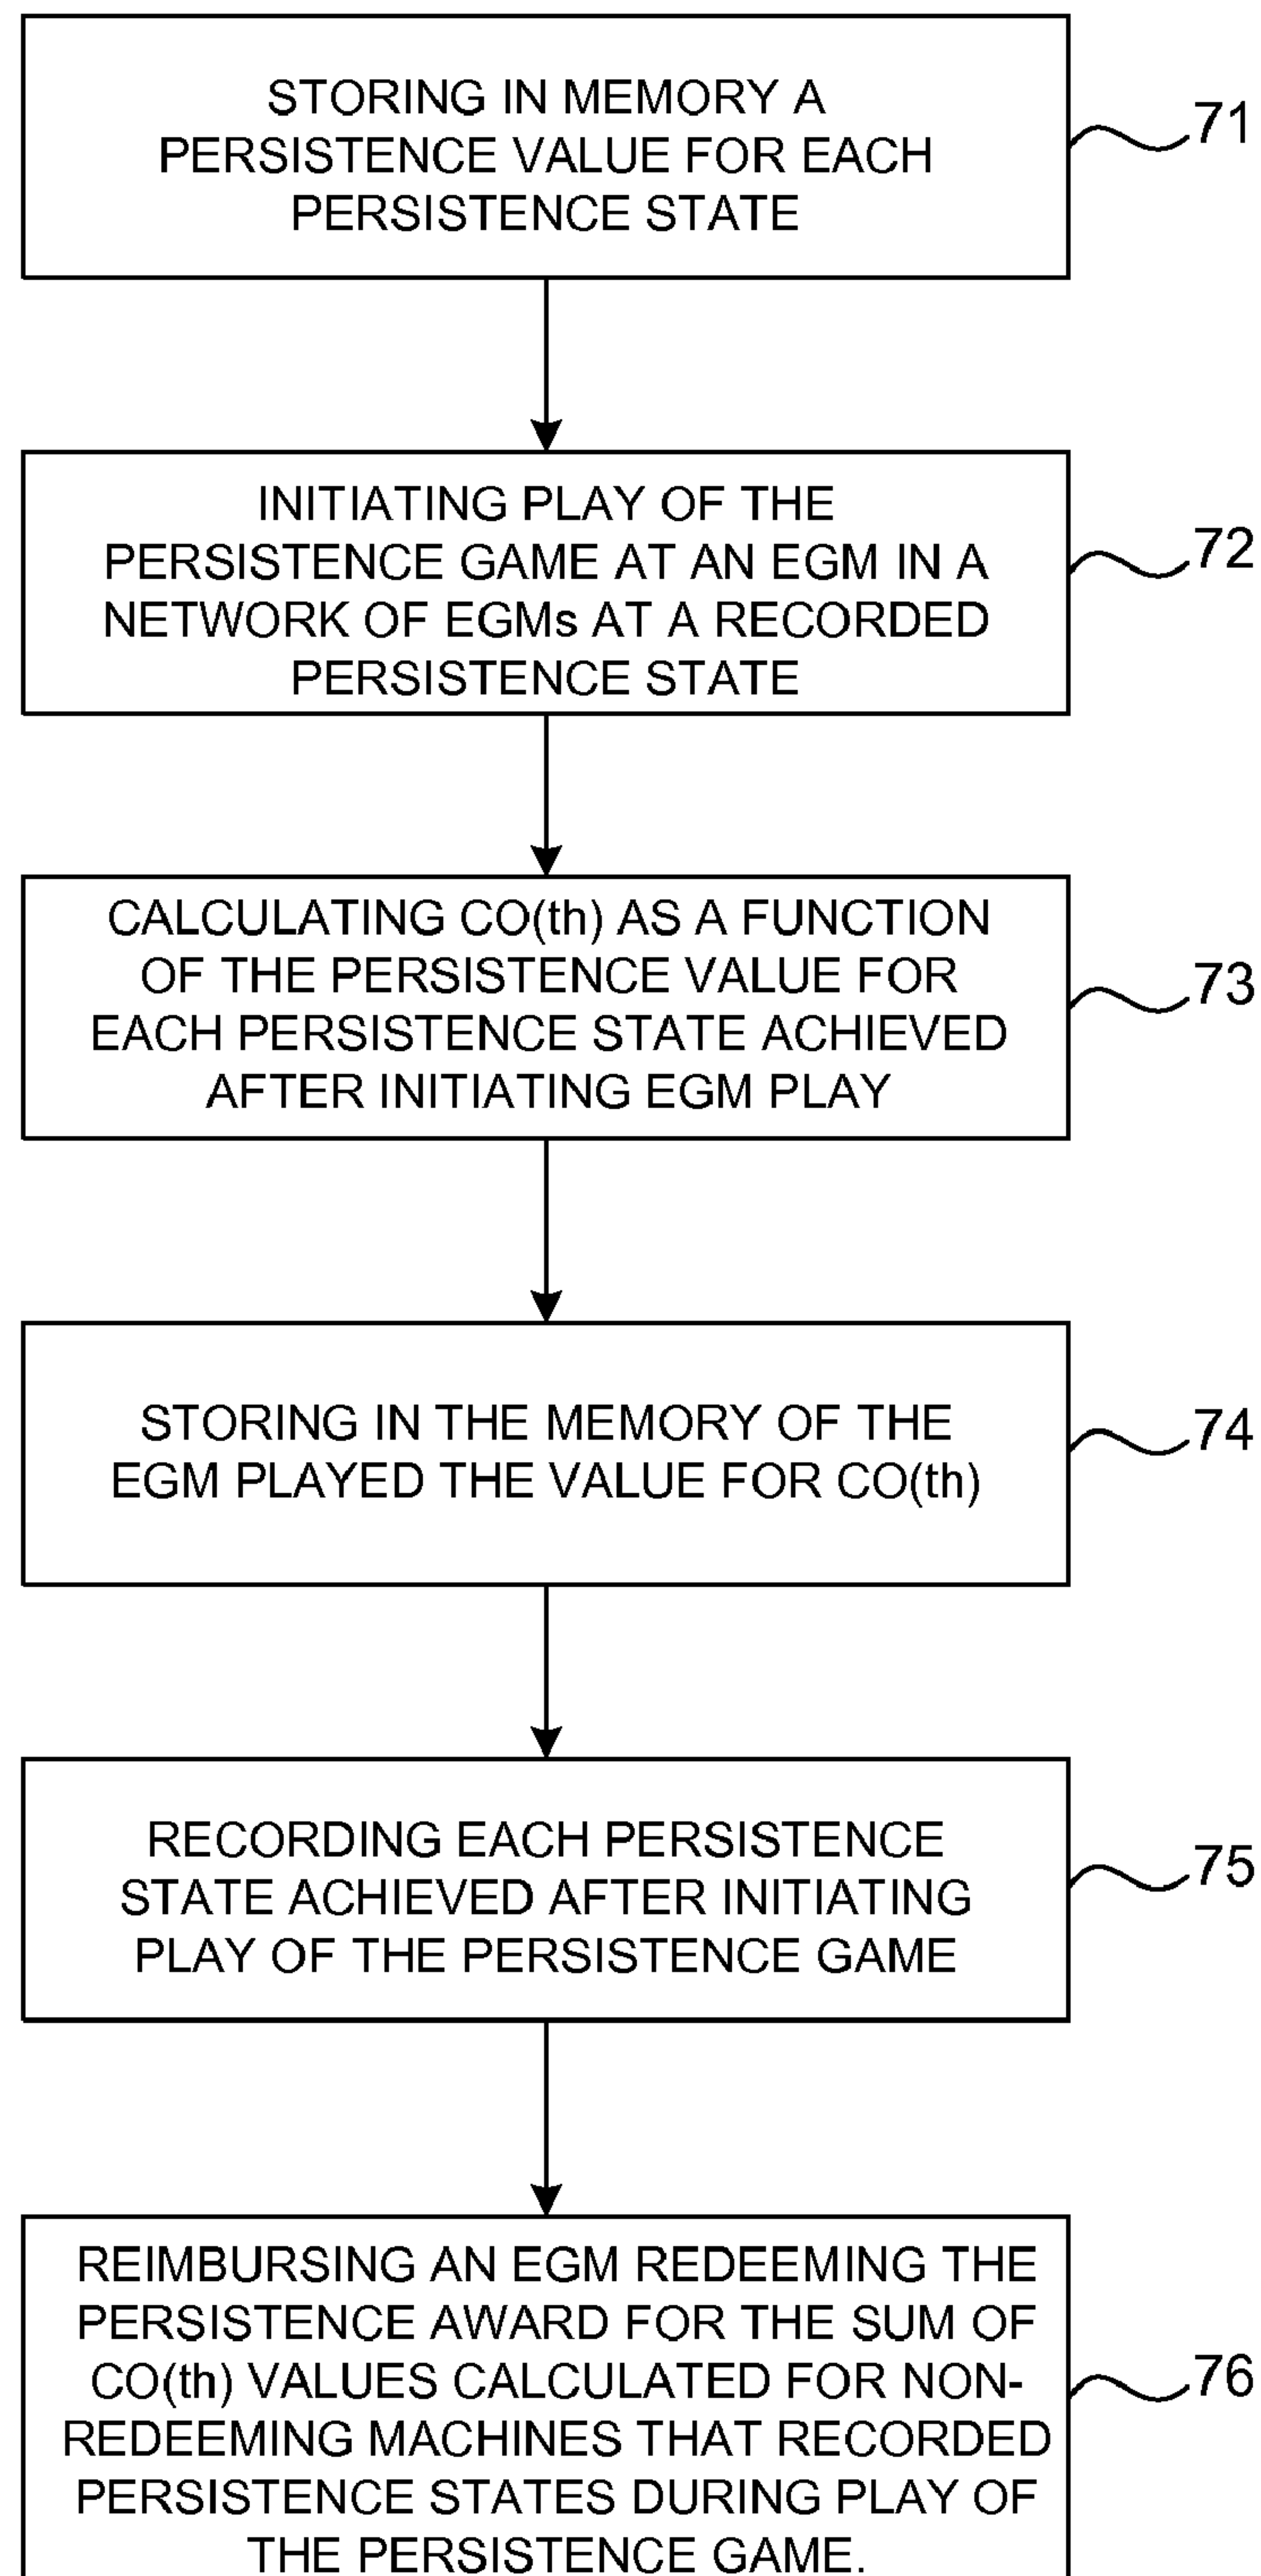 STORING IN MEMORY A
PERSISTENCE VALUE FOR EACH
PERSISTENCE STATE
71
INITIATING PLAY OF THE
PERSISTENCE GAME AT AN EGM IN A
NETWORK OF EGMs AT A RECORDED
PERSISTENCE STATE
72
CALCULATING CO(th) AS A FUNCTION
OF THE PERSISTENCE VALUE FOR
EACH PERSISTENCE STATE ACHIEVED
AFTER INITIATING EGM PLAY
73
STORING IN THE MEMORY OF THE
EGM PLAYED THE VALUE FOR CO(th)
74
RECORDING EACH PERSISTENCE
STATE ACHIEVED AFTER INITIATING
PLAY OF THE PERSISTENCE GAME
75
REIMBURSING AN EGM REDEEMING THE
PERSISTENCE AWARD FOR THE SUM OF
CO(th) VALUES CALCULATED FOR NON-
REDEEMING MACHINES THAT RECORDED
PERSISTENCE STATES DURING PLAY OF
THE PERSISTENCE GAME.
76